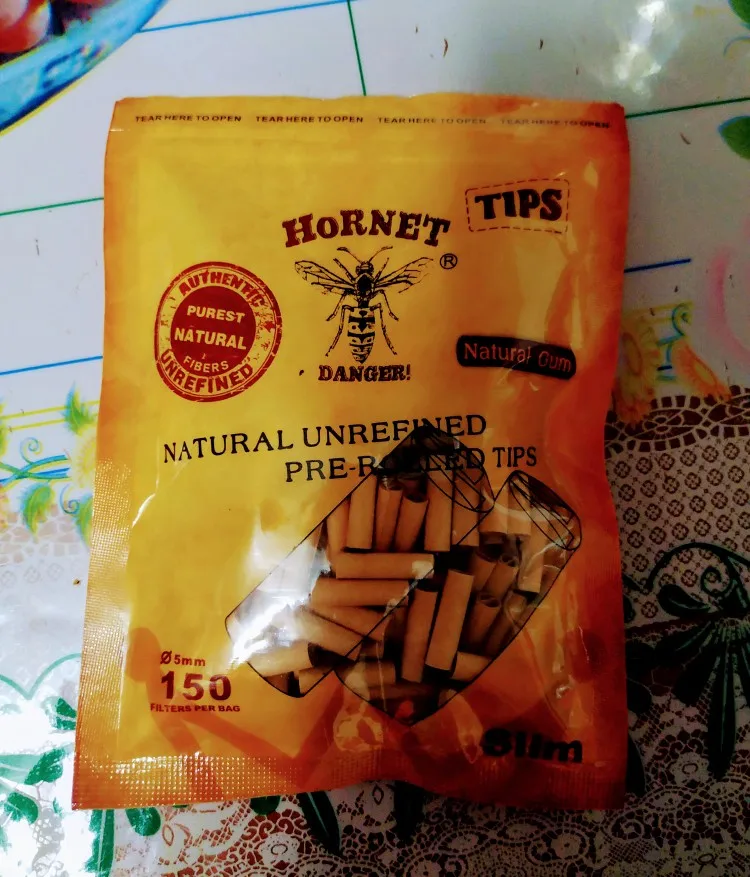 TEAR HERE TO OPEN TEAR HERE TO OPEN TEAR HERE TO OPEN TEAR HERE TO OPEN
TIPS
HORNET
®
DANGER!
AUTHENTIC
PUREST
NATURAL
FIBERS
UNREFINED
Natural Gum
NATURAL UNREFINED
PRE-ROLLED TIPS
Ø5mm
150
FILTERS PER BAG
Slim